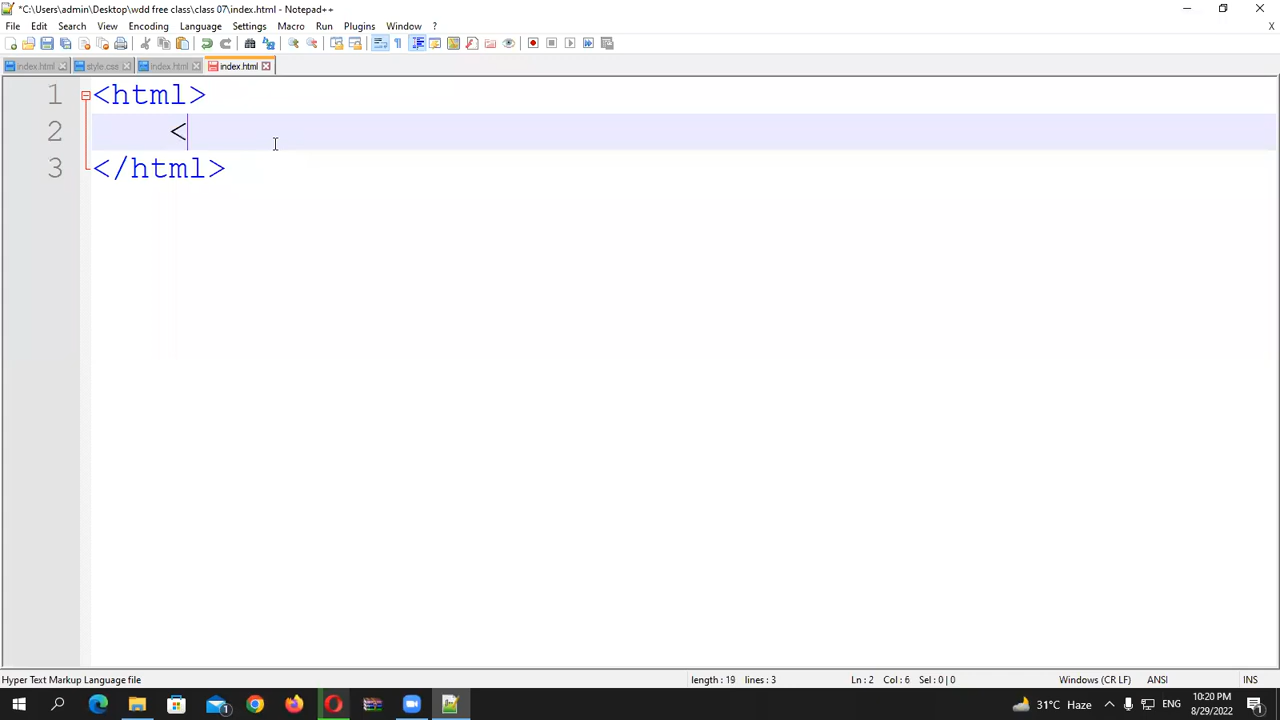 *C:\Users\admin\Desktop\wdd free class\class 07\index.html - Notepad++
File Edit Search View Encoding Language Settings Macro Run Plugins Window ? X
index.html style.css index.html index.html
1 <html>
2 <
3 </html>
Hyper Text Markup Language file length : 19 lines : 3 Ln : 2 Col : 6 Sel : 0 | 0 Windows (CR LF) ANSI INS
31°C Haze ENG 10:20 PM
8/29/2022